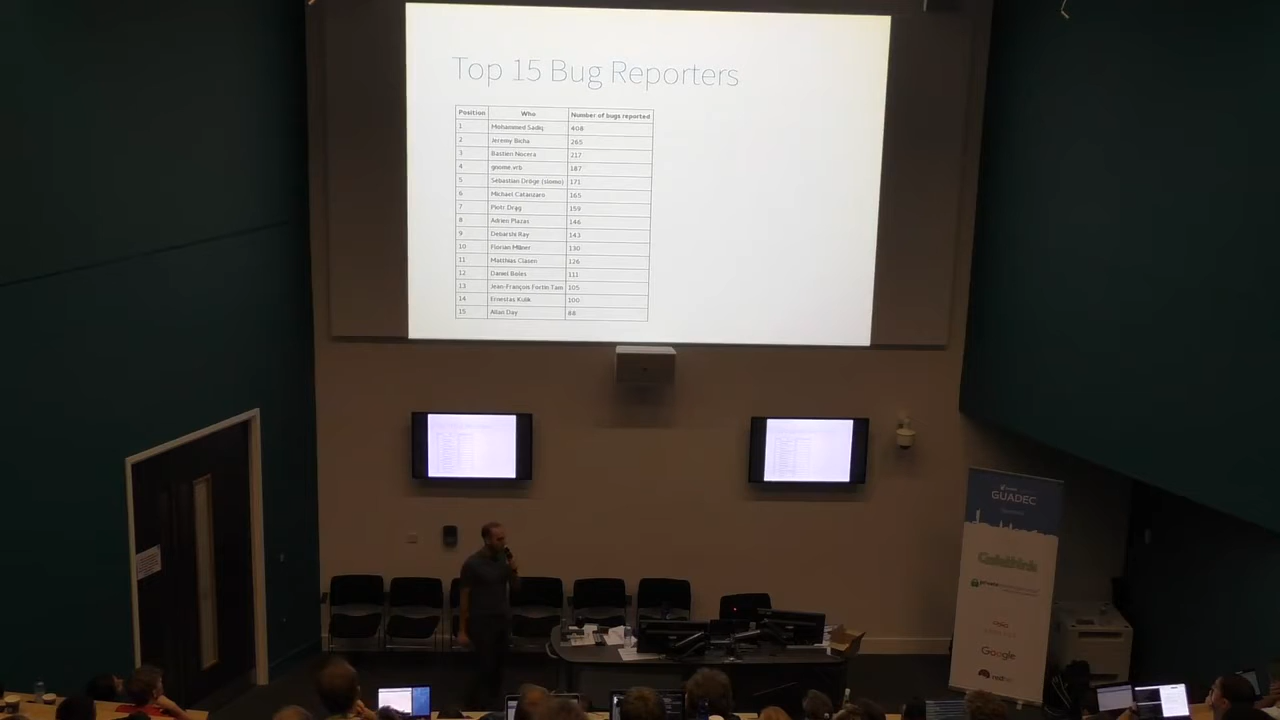 Top 15 Bug Reporters
Position Who Number of bugs reported
1 Mohammed Sadiq 408
2 Jeremy Bicha 265
3 Bastien Nocera 217
4 gnome.vrb 187
5 Sebastian Dröge (slomo) 171
6 Michael Catanzaro 165
7 Piotr Drąg 159
8 Adrien Plazas 146
9 Debarshi Ray 143
10 Florian Müllner 130
11 Matthias Clasen 126
12 Daniel Boles 111
13 Jean-François Fortin Tam 105
14 Ernestas Kulik 100
15 Allan Day 88
GUADEC
Codethink
Google